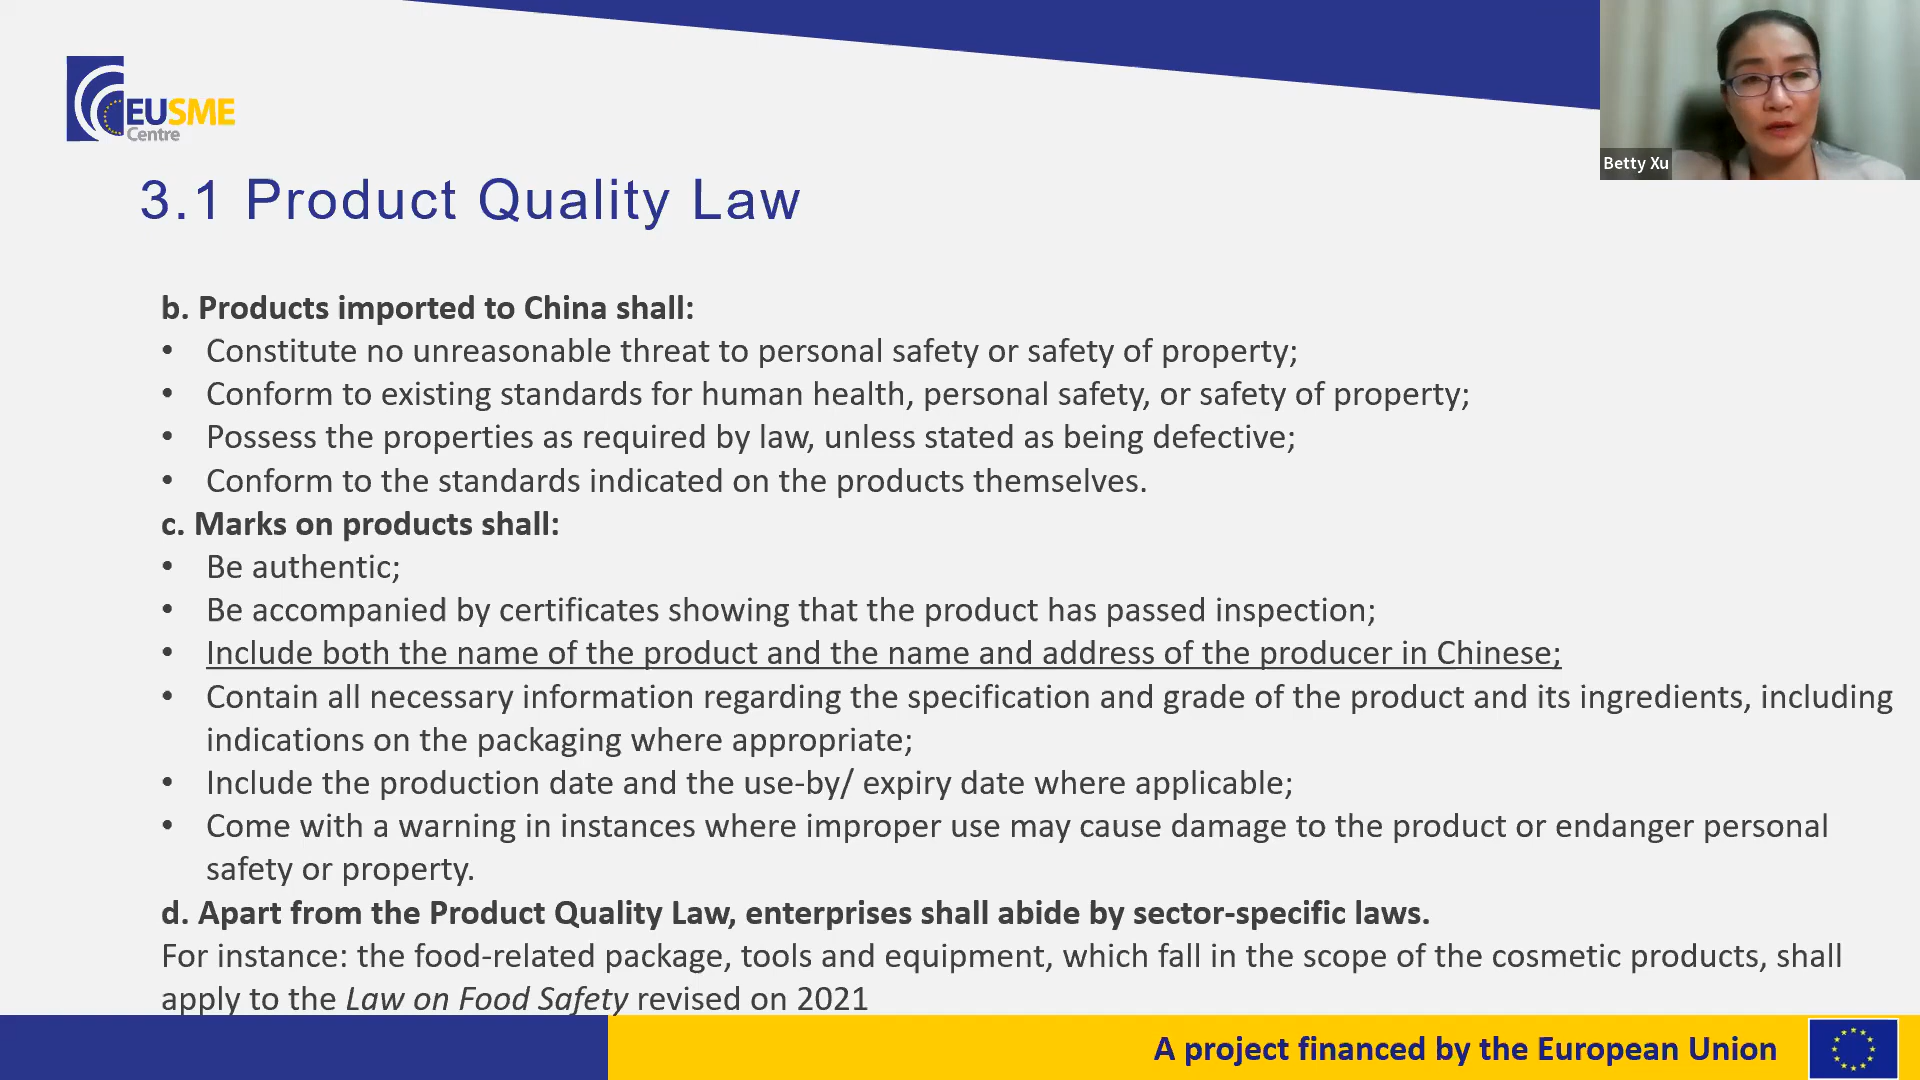 EUSME
Centre
Betty Xu
3.1 Product Quality Law
b. Products imported to China shall:
• Constitute no unreasonable threat to personal safety or safety of property;
• Conform to existing standards for human health, personal safety, or safety of property;
• Possess the properties as required by law, unless stated as being defective;
• Conform to the standards indicated on the products themselves.
c. Marks on products shall:
• Be authentic;
• Be accompanied by certificates showing that the product has passed inspection;
• Include both the name of the product and the name and address of the producer in Chinese;
• Contain all necessary information regarding the specification and grade of the product and its ingredients, including
indications on the packaging where appropriate;
• Include the production date and the use-by/ expiry date where applicable;
• Come with a warning in instances where improper use may cause damage to the product or endanger personal
safety or property.
d. Apart from the Product Quality Law, enterprises shall abide by sector-specific laws.
For instance: the food-related package, tools and equipment, which fall in the scope of the cosmetic products, shall
apply to the Law on Food Safety revised on 2021
A project financed by the European Union